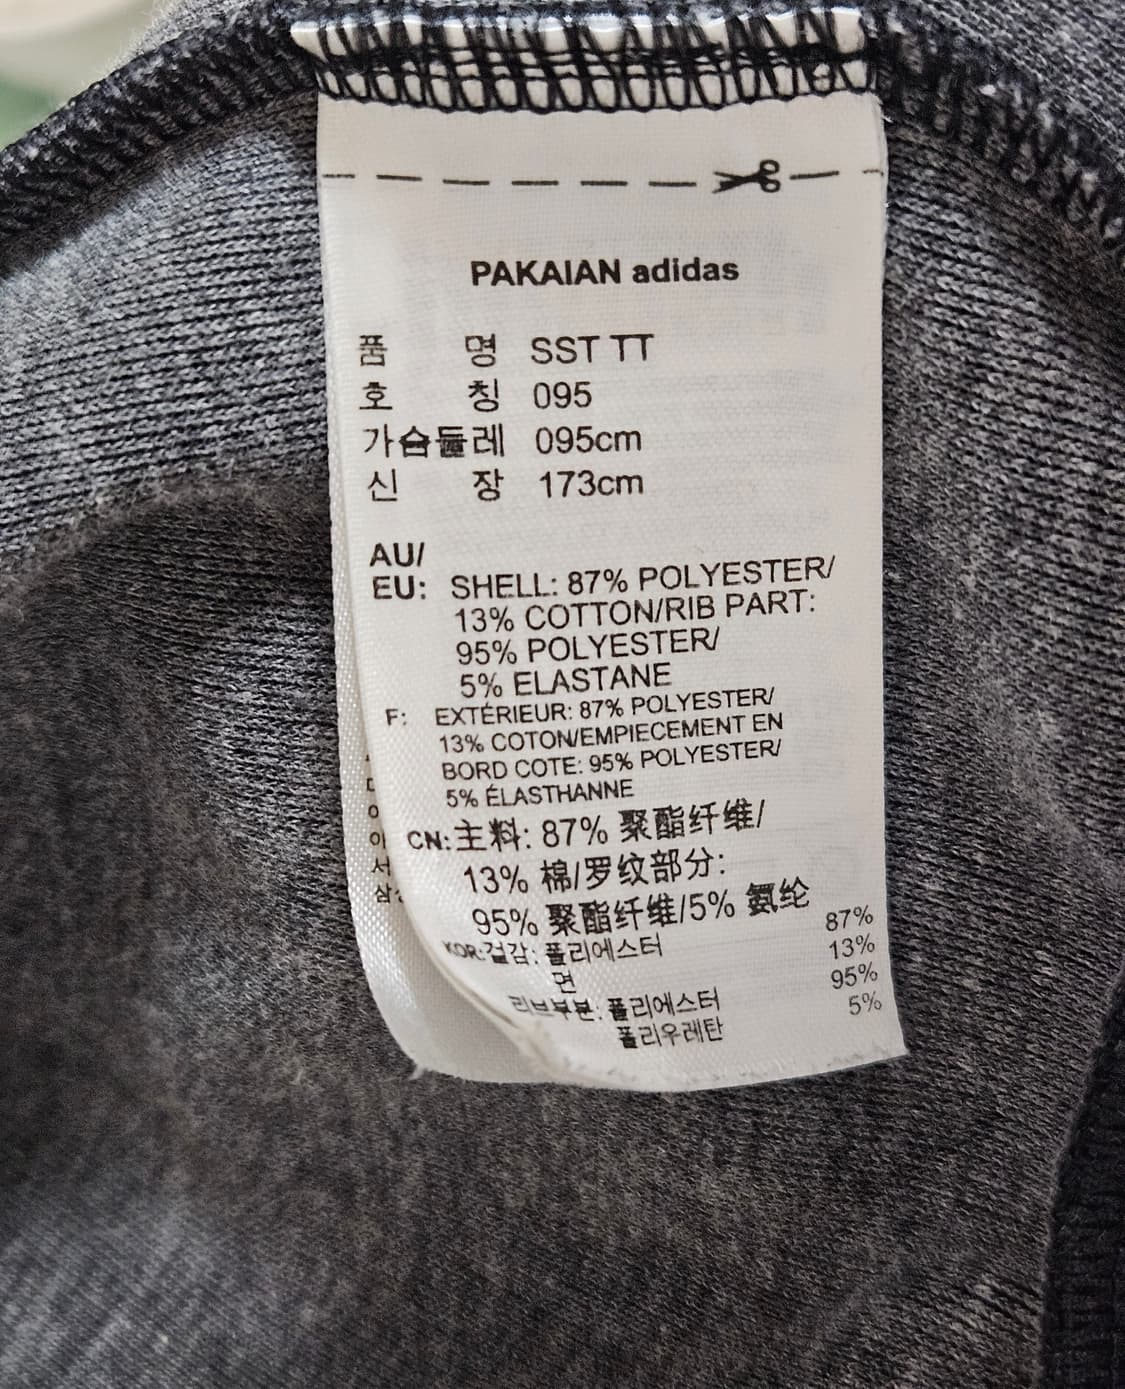 PAKAIAN adidas
품 명 SST TT
호 칭 095
가슴둘레 095cm
신 장 173cm
AU/
EU: SHELL: 87% POLYESTER/
13% COTTON/RIB PART:
95% POLYESTER/
5% ELASTANE
F: EXTÉRIEUR: 87% POLYESTER/
13% COTON/EMPIECEMENT EN
BORD COTE: 95% POLYESTER/
5% ÉLASTHANNE
CN: 主料: 87% 聚酯纤维/
13% 棉/罗纹部分:
95% 聚酯纤维/5% 氨纶
KOR:겉감: 폴리에스터 87%
면 13%
리브부분: 폴리에스터 95%
폴리우레탄 5%